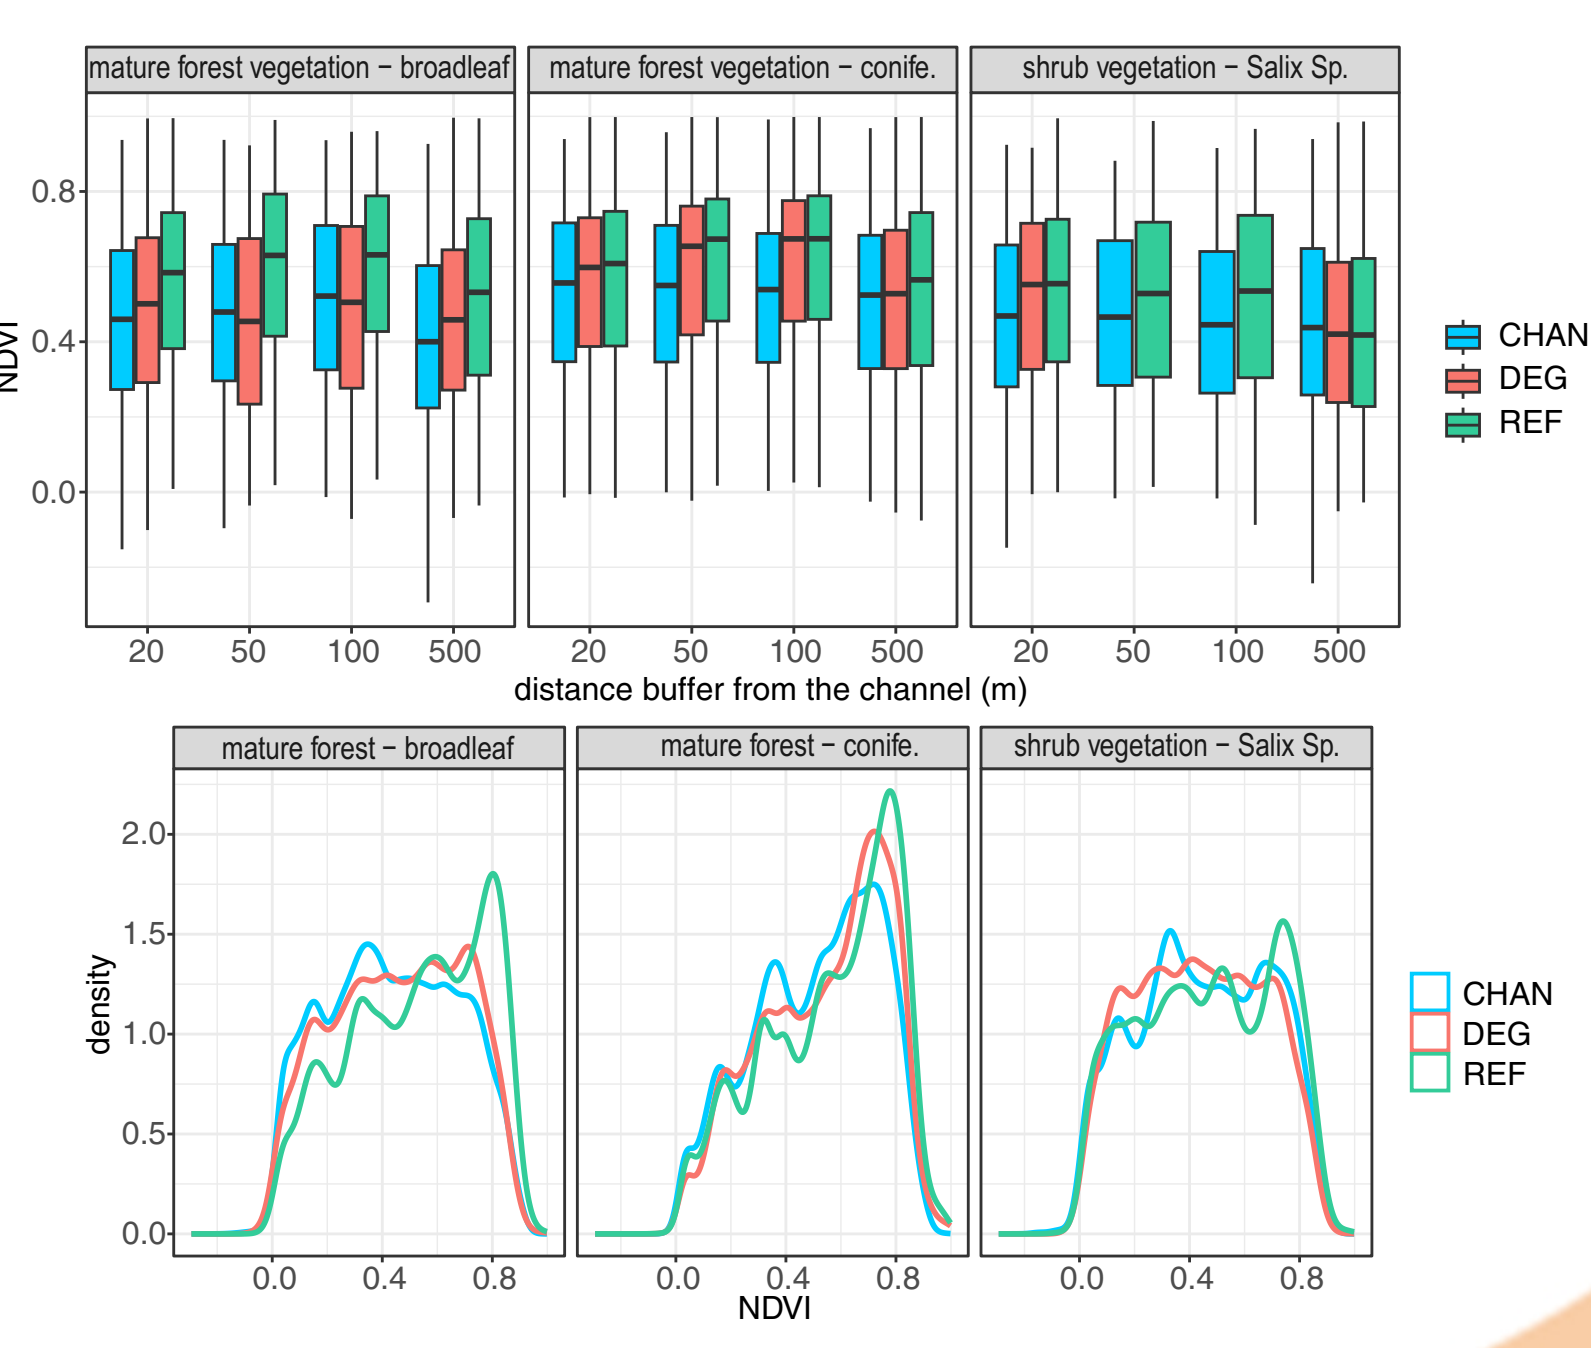 mature forest vegetation − broadleaf
mature forest vegetation − conife.
shrub vegetation − Salix Sp.
0.8
0.4
0.0
NDVI
20 50 100 500
20 50 100 500
20 50 100 500
distance buffer from the channel (m)
CHAN
DEG
REF
mature forest − broadleaf
mature forest − conife.
shrub vegetation − Salix Sp.
2.0
1.5
1.0
0.5
0.0
density
0.0 0.4 0.8
0.0 0.4 0.8
0.0 0.4 0.8
NDVI
CHAN
DEG
REF